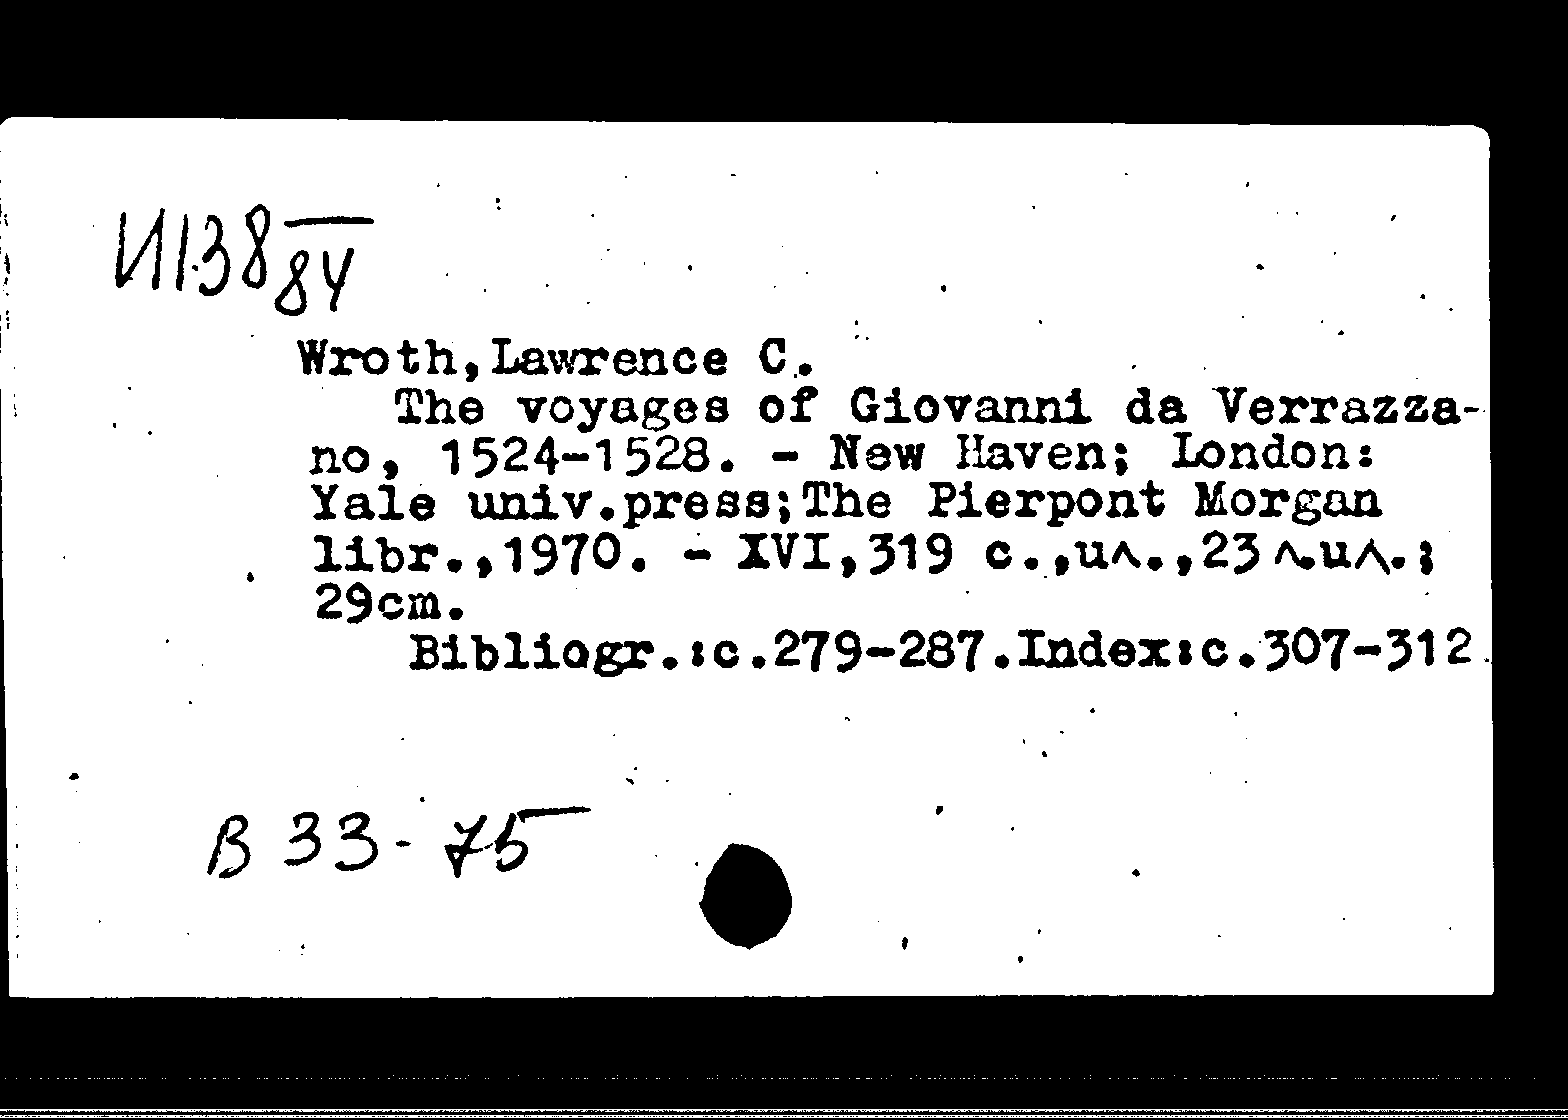 И138
84
Wroth, Lawrence C.
The voyages of Giovanni da Verrazza-
no, 1524-1528. - New Haven; London:
Yale univ.press;The Pierpont Morgan
libr.,1970. - XVI,319 c.,ил.,23 л.ил.;
29cm.
Bibliogr.:c.279-287.Index:c.307-312.
B 33-75